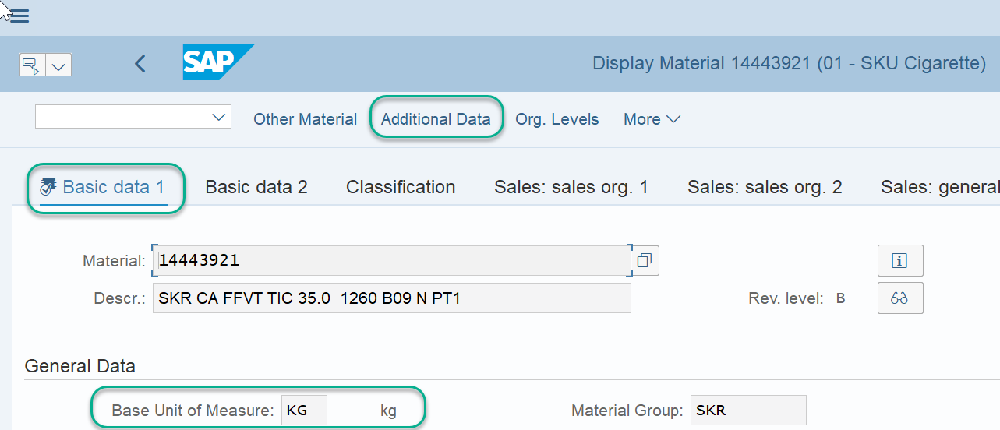 SAP
Display Material 14443921 (01 - SKU Cigarette)
Other Material Additional Data Org. Levels More
Basic data 1 Basic data 2 Classification Sales: sales org. 1 Sales: sales org. 2 Sales: general
Material: 14443921
Descr.: SKR CA FFVT TIC 35.0  1260 B09 N PT1 Rev. level: B
General Data
Base Unit of Measure: KG kg Material Group: SKR